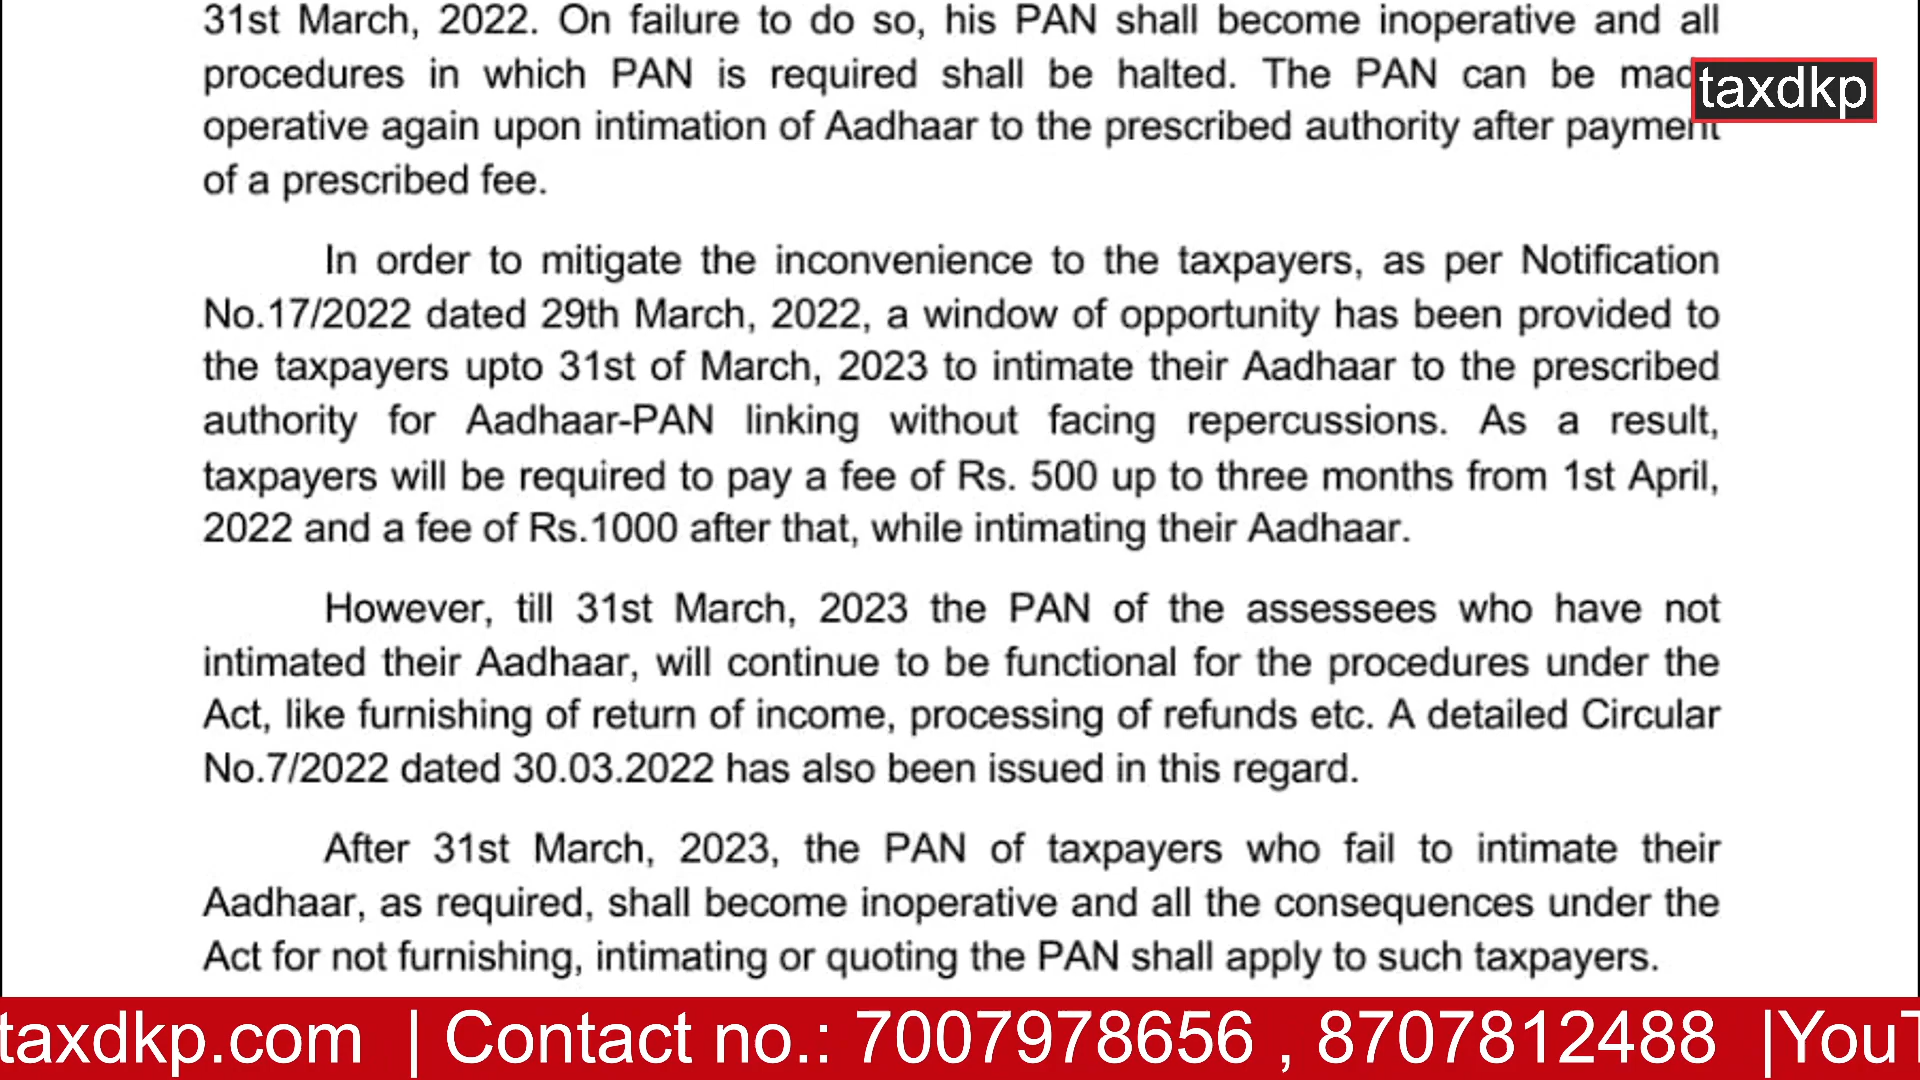 31st March, 2022. On failure to do so, his PAN shall become inoperative and all
procedures in which PAN is required shall be halted. The PAN can be mad
taxdkp
operative again upon intimation of Aadhaar to the prescribed authority after payment
of a prescribed fee.
In order to mitigate the inconvenience to the taxpayers, as per Notification
No.17/2022 dated 29th March, 2022, a window of opportunity has been provided to
the taxpayers upto 31st of March, 2023 to intimate their Aadhaar to the prescribed
authority for Aadhaar-PAN linking without facing repercussions. As a result,
taxpayers will be required to pay a fee of Rs. 500 up to three months from 1st April,
2022 and a fee of Rs.1000 after that, while intimating their Aadhaar.
However, till 31st March, 2023 the PAN of the assessees who have not
intimated their Aadhaar, will continue to be functional for the procedures under the
Act, like furnishing of return of income, processing of refunds etc. A detailed Circular
No.7/2022 dated 30.03.2022 has also been issued in this regard.
After 31st March, 2023, the PAN of taxpayers who fail to intimate their
Aadhaar, as required, shall become inoperative and all the consequences under the
Act for not furnishing, intimating or quoting the PAN shall apply to such taxpayers.
taxdkp.com | Contact no.: 7007978656 , 8707812488 |YouT